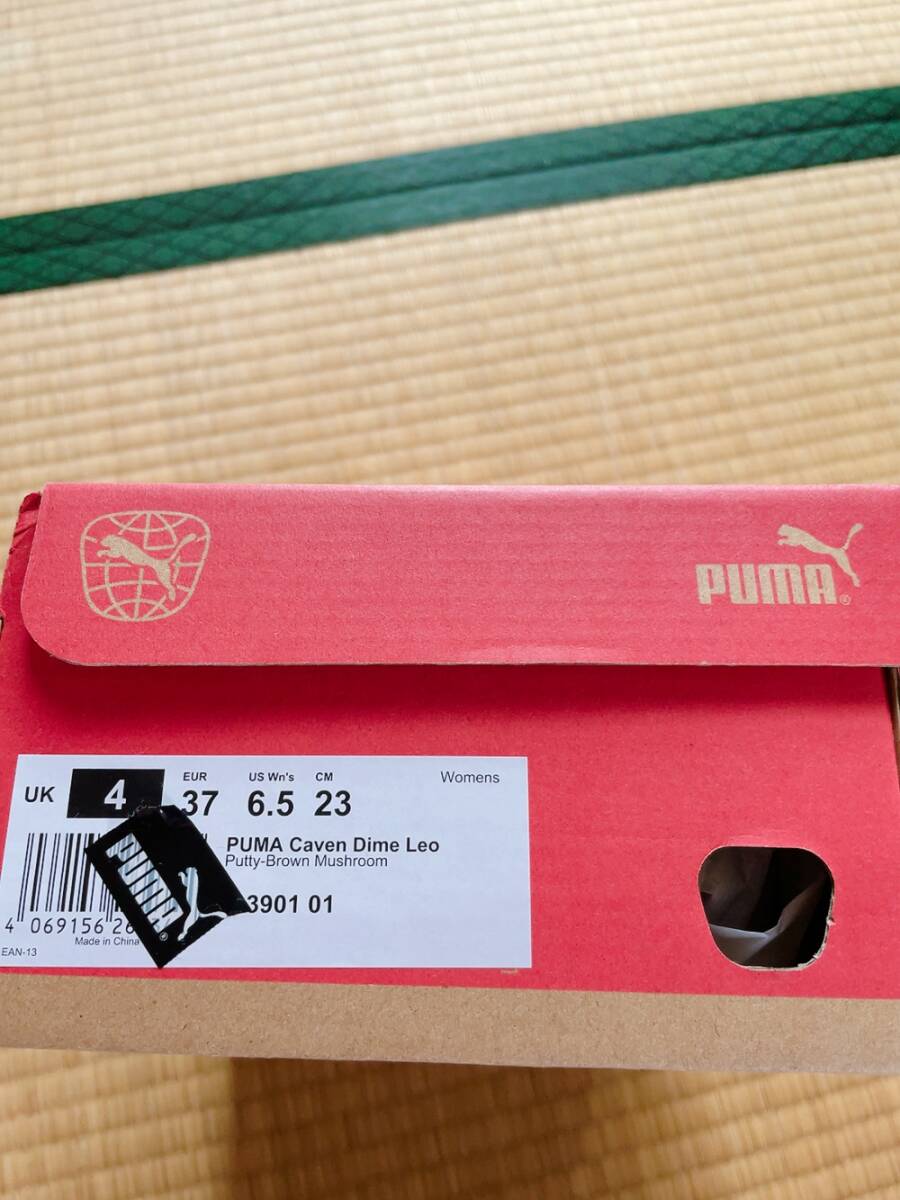 PUMA®
UK 4
EUR 37
US Wn's 6.5
CM 23
Womens
PUMA Caven Dime Leo
Putty-Brown Mushroom
3901 01
4 069156 26
Made in China
EAN-13
PUMA®